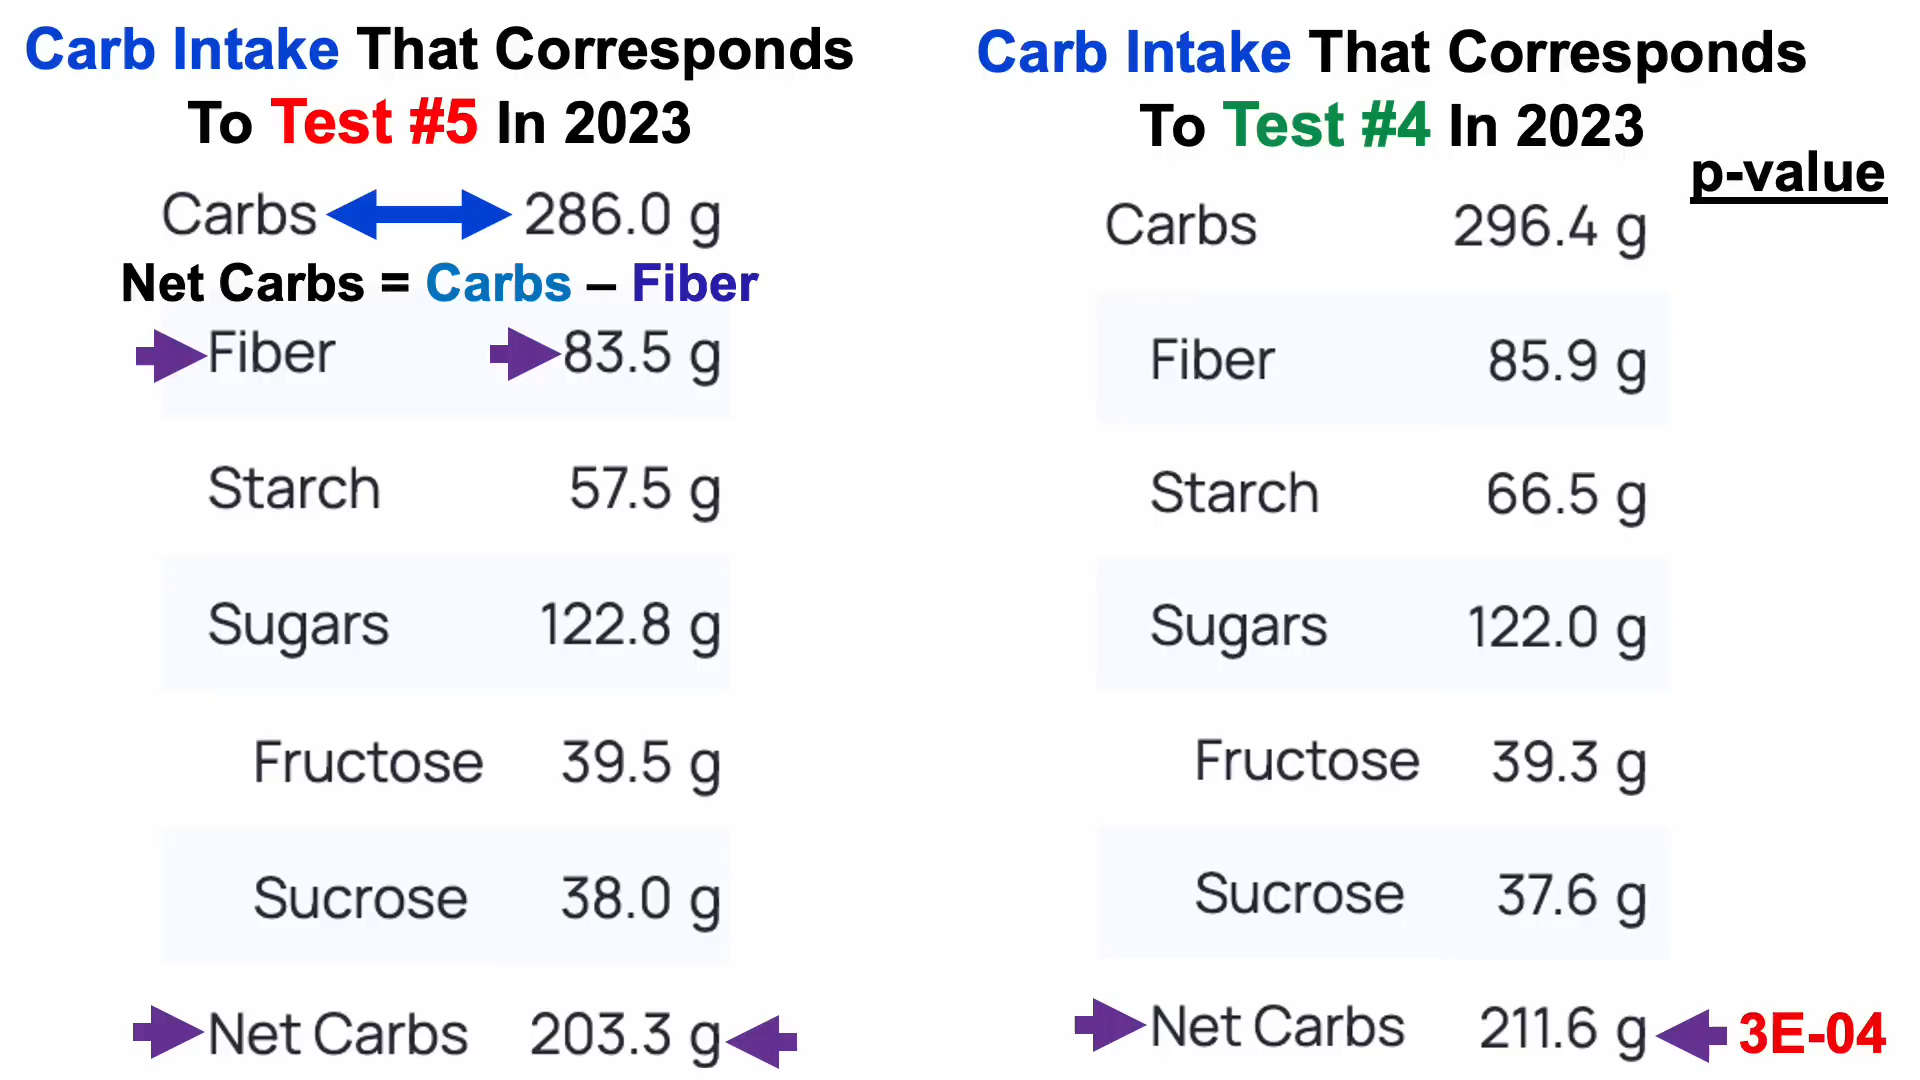 Carb Intake That Corresponds
To Test #5 In 2023
Carbs 286.0 g
Net Carbs = Carbs – Fiber
Fiber 83.5 g
Starch 57.5 g
Sugars 122.8 g
Fructose 39.5 g
Sucrose 38.0 g
Net Carbs 203.3 g
Carb Intake That Corresponds
To Test #4 In 2023
p-value
Carbs 296.4 g
Fiber 85.9 g
Starch 66.5 g
Sugars 122.0 g
Fructose 39.3 g
Sucrose 37.6 g
Net Carbs 211.6 g 3E-04